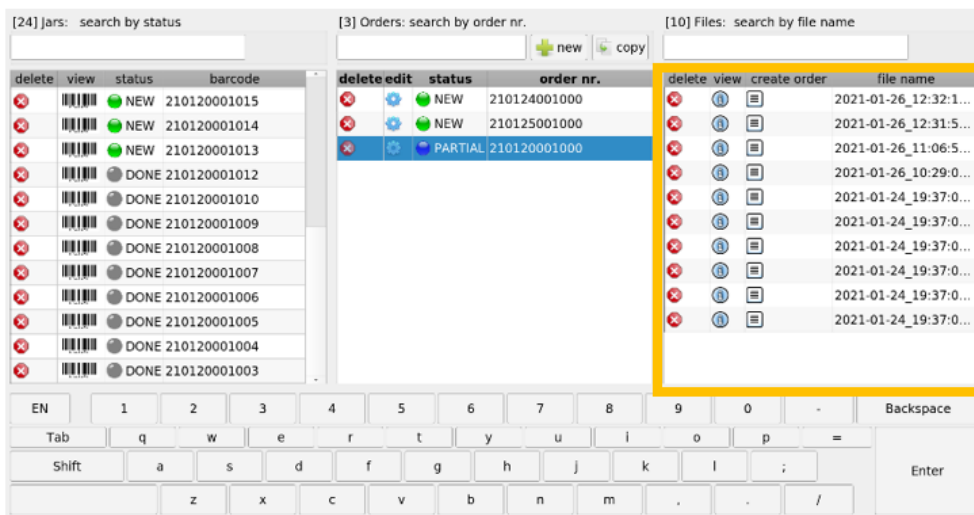 [24] Jars: search by status
[3] Orders: search by order nr.
[10] Files: search by file name
new copy
delete view status barcode
NEW 210120001015
NEW 210120001014
NEW 210120001013
DONE 210120001012
DONE 210120001010
DONE 210120001009
DONE 210120001008
DONE 210120001007
DONE 210120001006
DONE 210120001005
DONE 210120001004
DONE 210120001003
delete edit status order nr.
NEW 210124001000
NEW 210125001000
PARTIAL 210120001000
delete view create order file name
2021-01-26_12:32:1...
2021-01-26_12:31:5...
2021-01-26_11:06:5...
2021-01-26_10:29:0...
2021-01-24_19:37:0...
2021-01-24_19:37:0...
2021-01-24_19:37:0...
2021-01-24_19:37:0...
2021-01-24_19:37:0...
2021-01-24_19:37:0...
EN 1 2 3 4 5 6 7 8 9 0 - Backspace
Tab q w e r t y u i o p =
Shift a s d f g h j k l ; Enter
z x c v b n m , . /